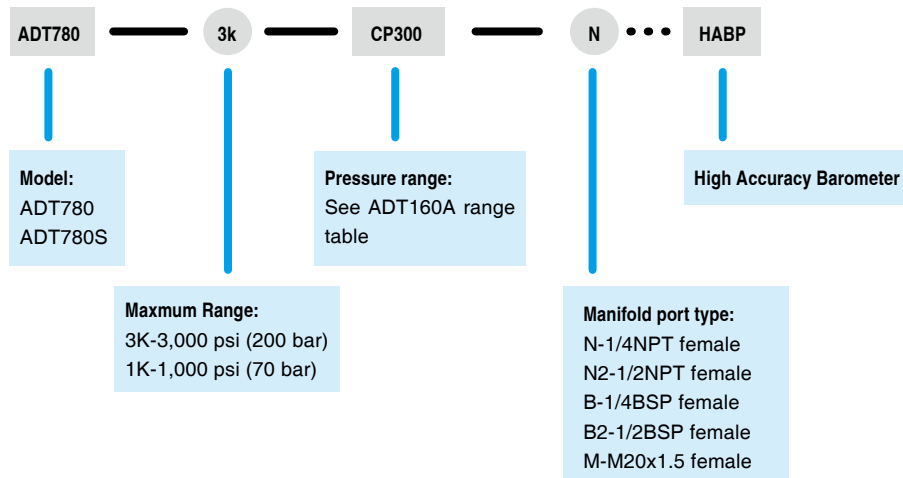 ADT780
3k
CP300
N
HABP
Model:
ADT780
ADT780S
Pressure range:
See ADT160A range
table
High Accuracy Barometer
Maxmum Range:
3K-3,000 psi (200 bar)
1K-1,000 psi (70 bar)
Manifold port type:
N-1/4NPT female
N2-1/2NPT female
B-1/4BSP female
B2-1/2BSP female
M-M20x1.5 female